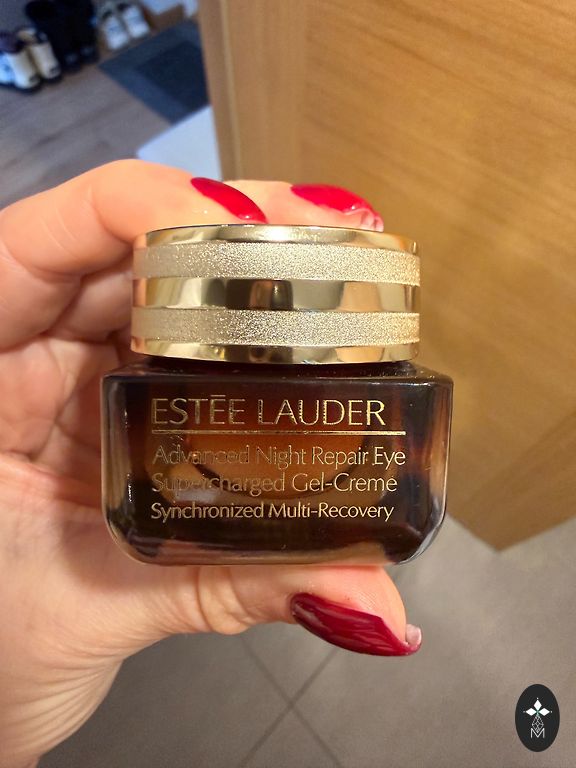 ESTĒE LAUDER
Advanced Night Repair Eye
Supercharged Gel-Creme
Synchronized Multi-Recovery
M